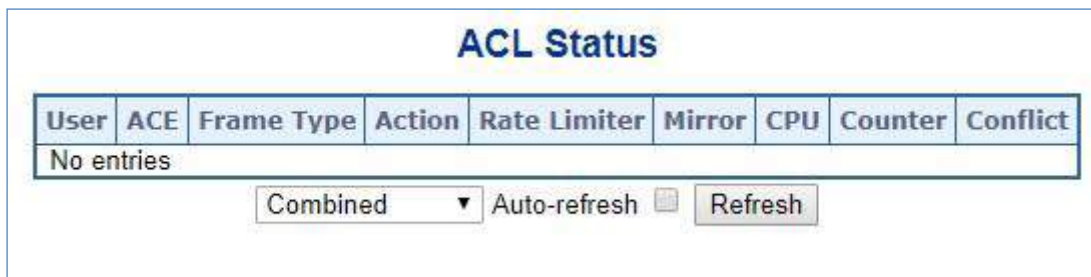 ACL Status
User ACE Frame Type Action Rate Limiter Mirror CPU Counter Conflict
No entries
Combined Auto-refresh Refresh